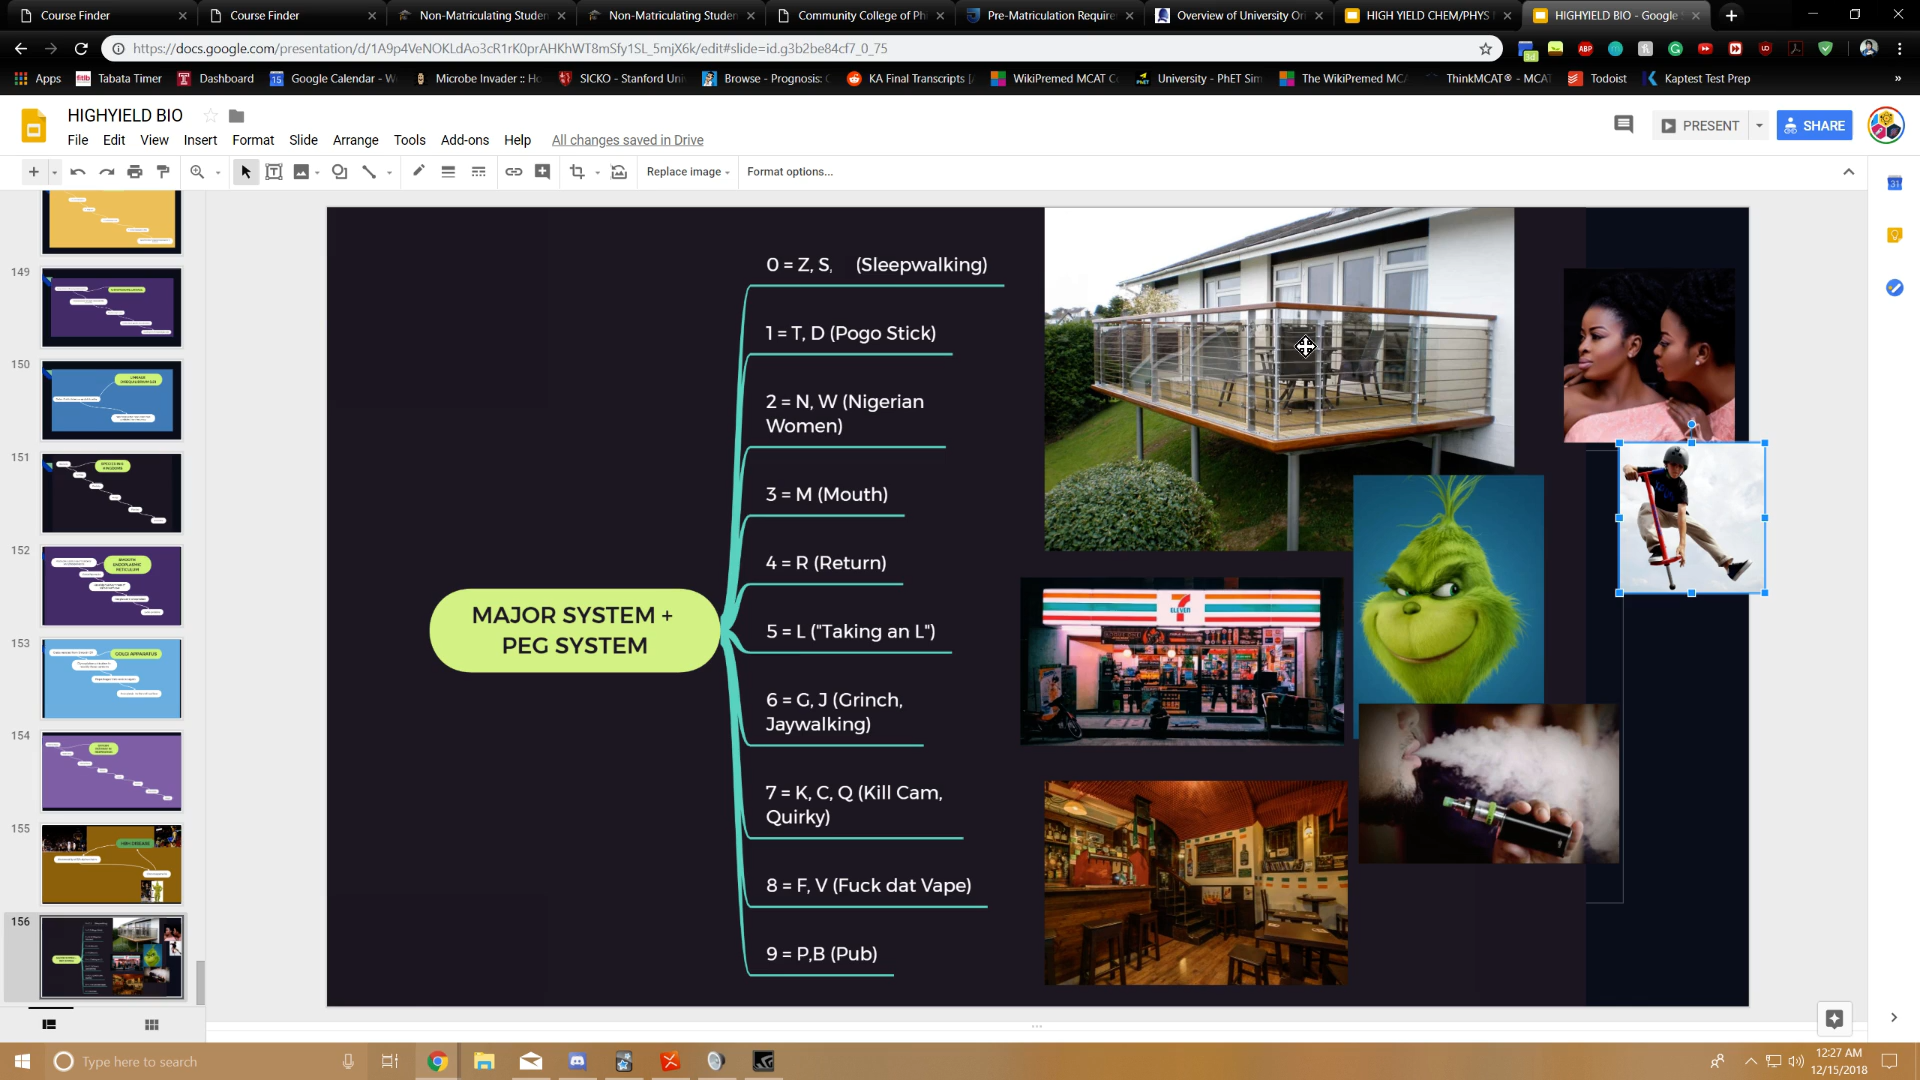 Course Finder
Course Finder
Non-Matriculating Studen
Non-Matriculating Studen
Community College of Ph
Pre-Matriculation Require
Overview of University Ori
HIGH YIELD CHEM/PHYS
HIGHYIELD BIO - Google
https://docs.google.com/presentation/d/1A9p4VeNOKLdAo3cR1rK0prAHKhWT8mSfy1SL_5mjX6k/edit#slide=id.g3b2be84cf7_0_75
Apps
Tabata Timer
Dashboard
Google Calendar - W
Microbe Invader :: Ho
SICKO - Stanford Uni
Browse - Prognosis:
KA Final Transcripts
WikiPremed MCAT C
University - PhET Sim
The WikiPremed MCA
ThinkMCAT® - MCAT
Todoist
Kaptest Test Prep
HIGHYIELD BIO
File Edit View Insert Format Slide Arrange Tools Add-ons Help All changes saved in Drive
PRESENT
SHARE
Replace image
Format options...
149
150
151
152
153
154
155
156
GOLGI APPARATUS
MAJOR SYSTEM +
PEG SYSTEM
0 = Z, S, (Sleepwalking)
1 = T, D (Pogo Stick)
2 = N, W (Nigerian
Women)
3 = M (Mouth)
4 = R (Return)
5 = L ("Taking an L")
6 = G, J (Grinch,
Jaywalking)
7 = K, C, Q (Kill Cam,
Quirky)
8 = F, V (Fuck dat Vape)
9 = P,B (Pub)
7
ELEVEN
Type here to search
12:27 AM
12/15/2018